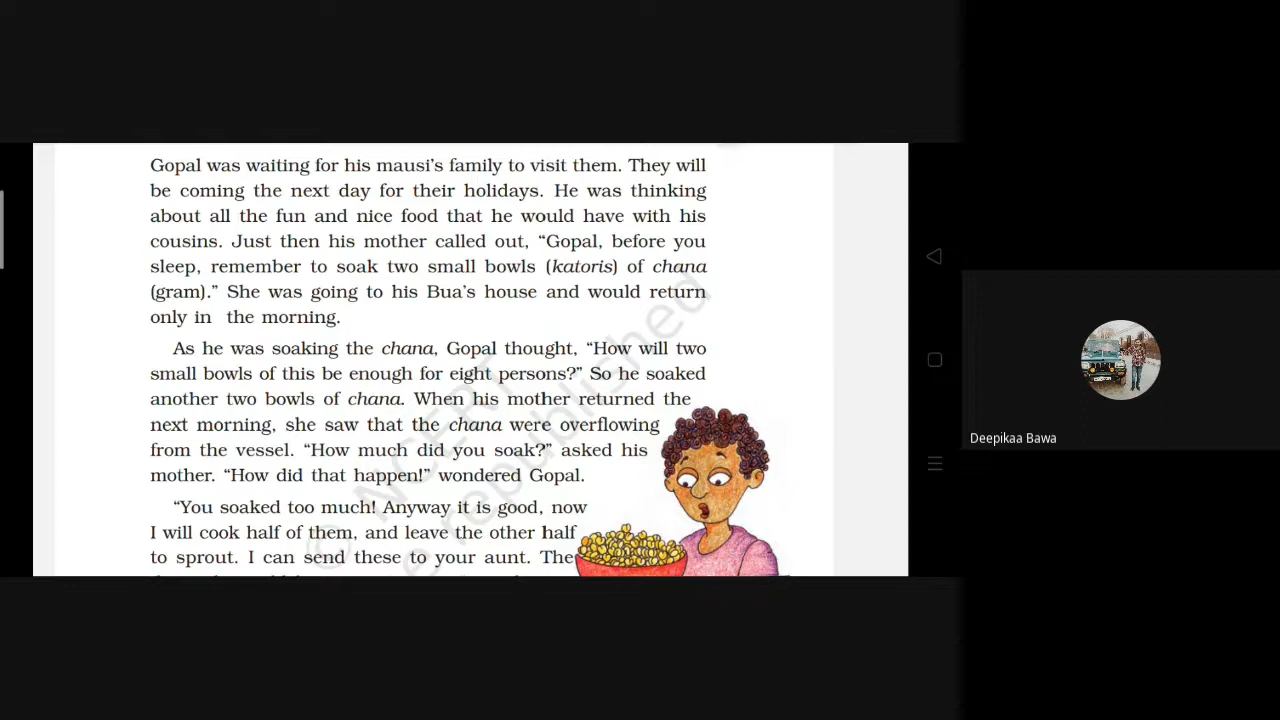 Gopal was waiting for his mausi's family to visit them. They will
be coming the next day for their holidays. He was thinking
about all the fun and nice food that he would have with his
cousins. Just then his mother called out, “Gopal, before you
sleep, remember to soak two small bowls (katoris) of chana
(gram).” She was going to his Bua's house and would return
only in the morning.
As he was soaking the chana, Gopal thought, “How will two
small bowls of this be enough for eight persons?” So he soaked
another two bowls of chana. When his mother returned the
next morning, she saw that the chana were overflowing
from the vessel. “How much did you soak?” asked his
mother. “How did that happen!” wondered Gopal.
“You soaked too much! Anyway it is good, now
I will cook half of them, and leave the other half
to sprout. I can send these to your aunt. The
© NCERT
republished
Deepikaa Bawa